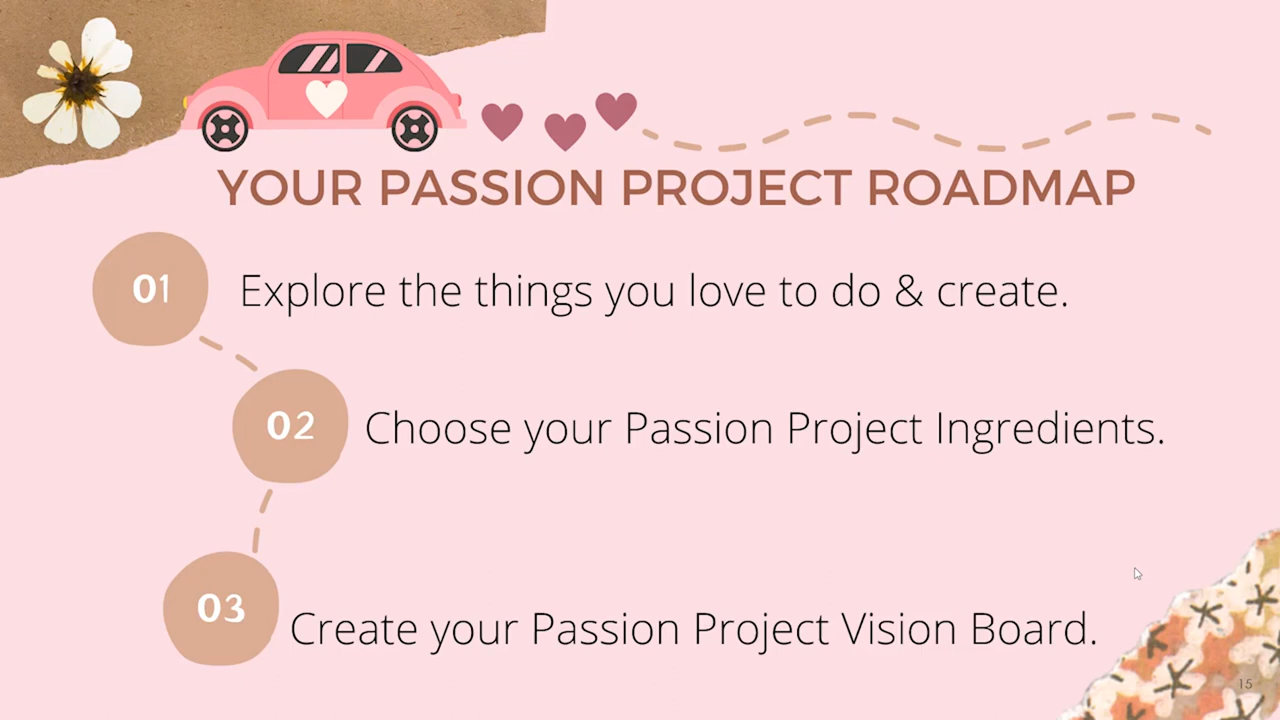 YOUR PASSION PROJECT ROADMAP
01
Explore the things you love to do & create.
02
Choose your Passion Project Ingredients.
03
Create your Passion Project Vision Board.
15